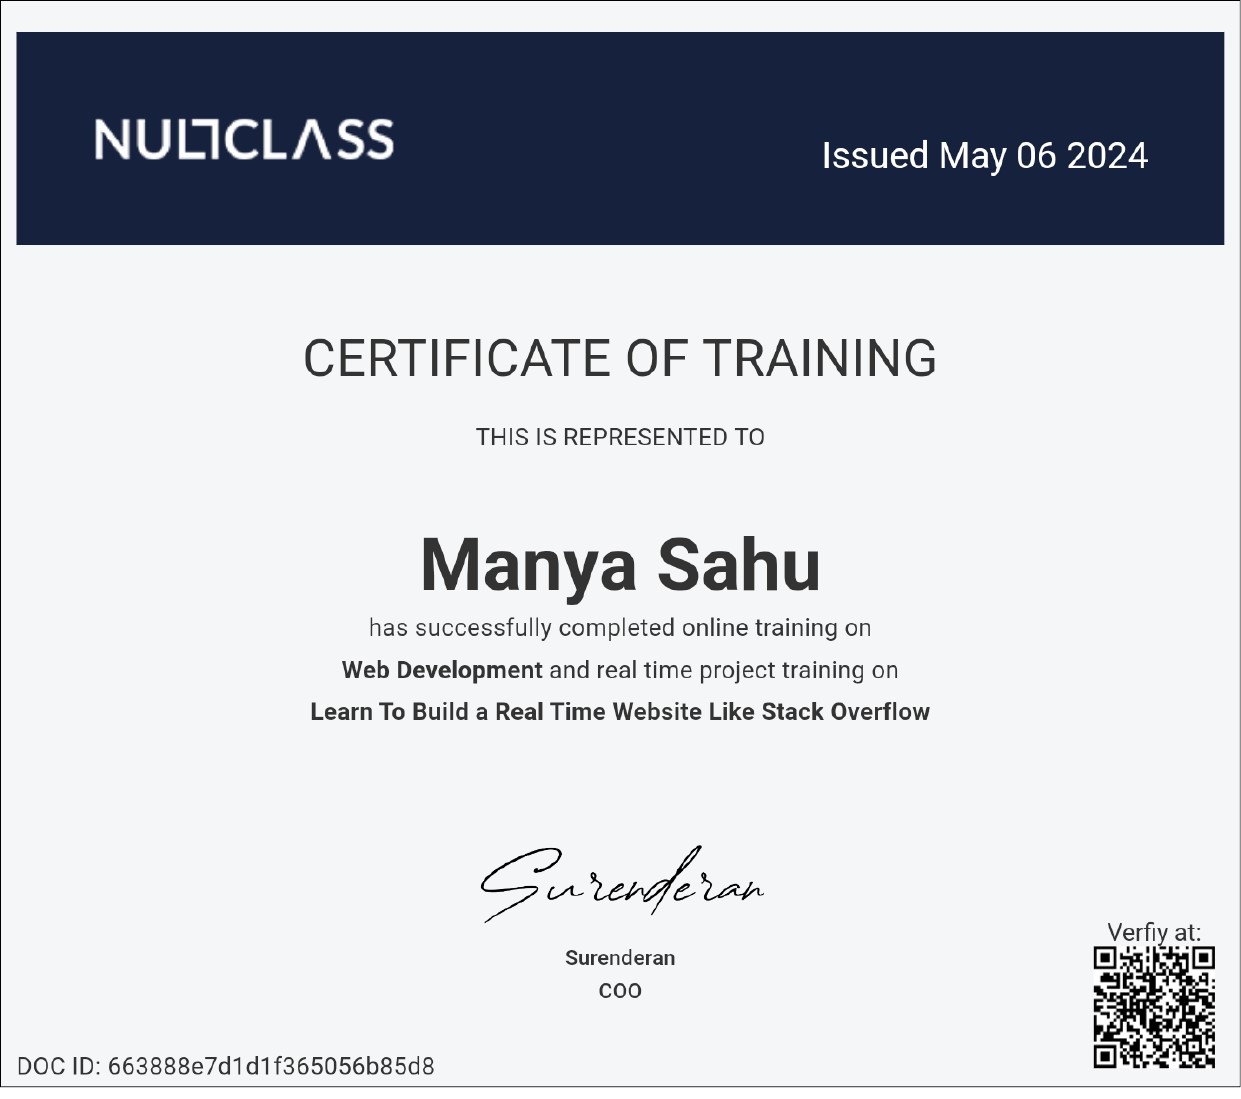 NULLCLASS
Issued May 06 2024
CERTIFICATE OF TRAINING
THIS IS REPRESENTED TO
Manya Sahu
has successfully completed online training on
Web Development and real time project training on
Learn To Build a Real Time Website Like Stack Overflow
Surenderan
Surenderan
COO
Verfiy at:
DOC ID: 663888e7d1d1f365056b85d8